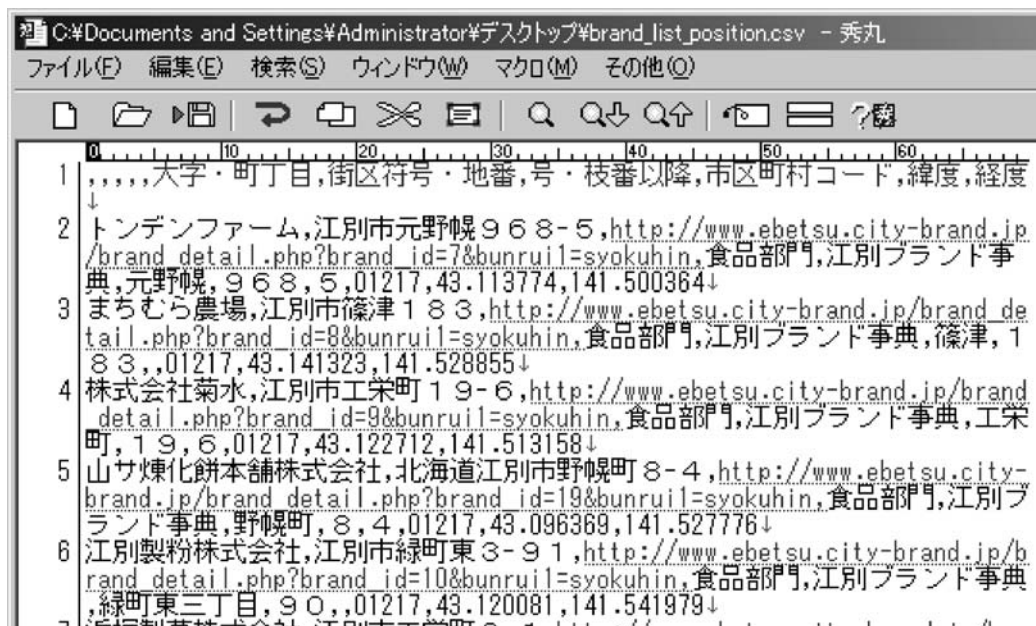 C:¥Documents and Settings¥Administrator¥デスクトップ¥brand_list_position.csv - 秀丸
ファイル(F) 編集(E) 検索(S) ウィンドウ(W) マクロ(M) その他(O)
0 10 20 30 40 50 60
1 ,,,,,大字・町丁目,街区符号・地番,号・枝番以降,市区町村コード,緯度,経度
↓
2 トンデンファーム,江別市元野幌968-5,http://www.ebetsu.city-brand.jp
/brand_detail.php?brand_id=7&bunrui1=syokuhin,食品部門,江別ブランド事
典,元野幌,968,5,01217,43.113774,141.500364↓
3 まちむら農場,江別市篠津183,http://www.ebetsu.city-brand.jp/brand_de
tail.php?brand_id=8&bunrui1=syokuhin,食品部門,江別ブランド事典,篠津,1
83,,01217,43.141323,141.528855↓
4 株式会社菊水,江別市工栄町19-6,http://www.ebetsu.city-brand.jp/brand
_detail.php?brand_id=9&bunrui1=syokuhin,食品部門,江別ブランド事典,工栄
町,19,6,01217,43.122712,141.513158↓
5 山サ煉化餅本舗株式会社,北海道江別市野幌町8-4,http://www.ebetsu.city-
brand.jp/brand_detail.php?brand_id=19&bunrui1=syokuhin,食品部門,江別ブ
ランド事典,野幌町,8,4,01217,43.096369,141.527776↓
6 江別製粉株式会社,江別市緑町東3-91,http://www.ebetsu.city-brand.jp/b
rand_detail.php?brand_id=10&bunrui1=syokuhin,食品部門,江別ブランド事典
,緑町東三丁目,90,,01217,43.120081,141.541979↓